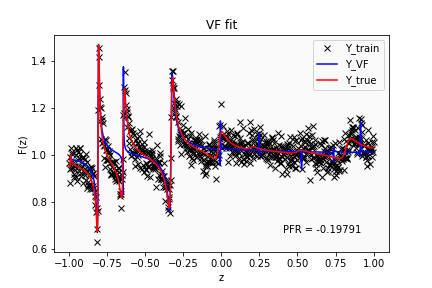 VF fit
Y_train
Y_VF
Y_true
1.4
1.2
1.0
0.8
0.6
F(z)
PFR = -0.19791
−1.00 −0.75 −0.50 −0.25 0.00 0.25 0.50 0.75 1.00
z